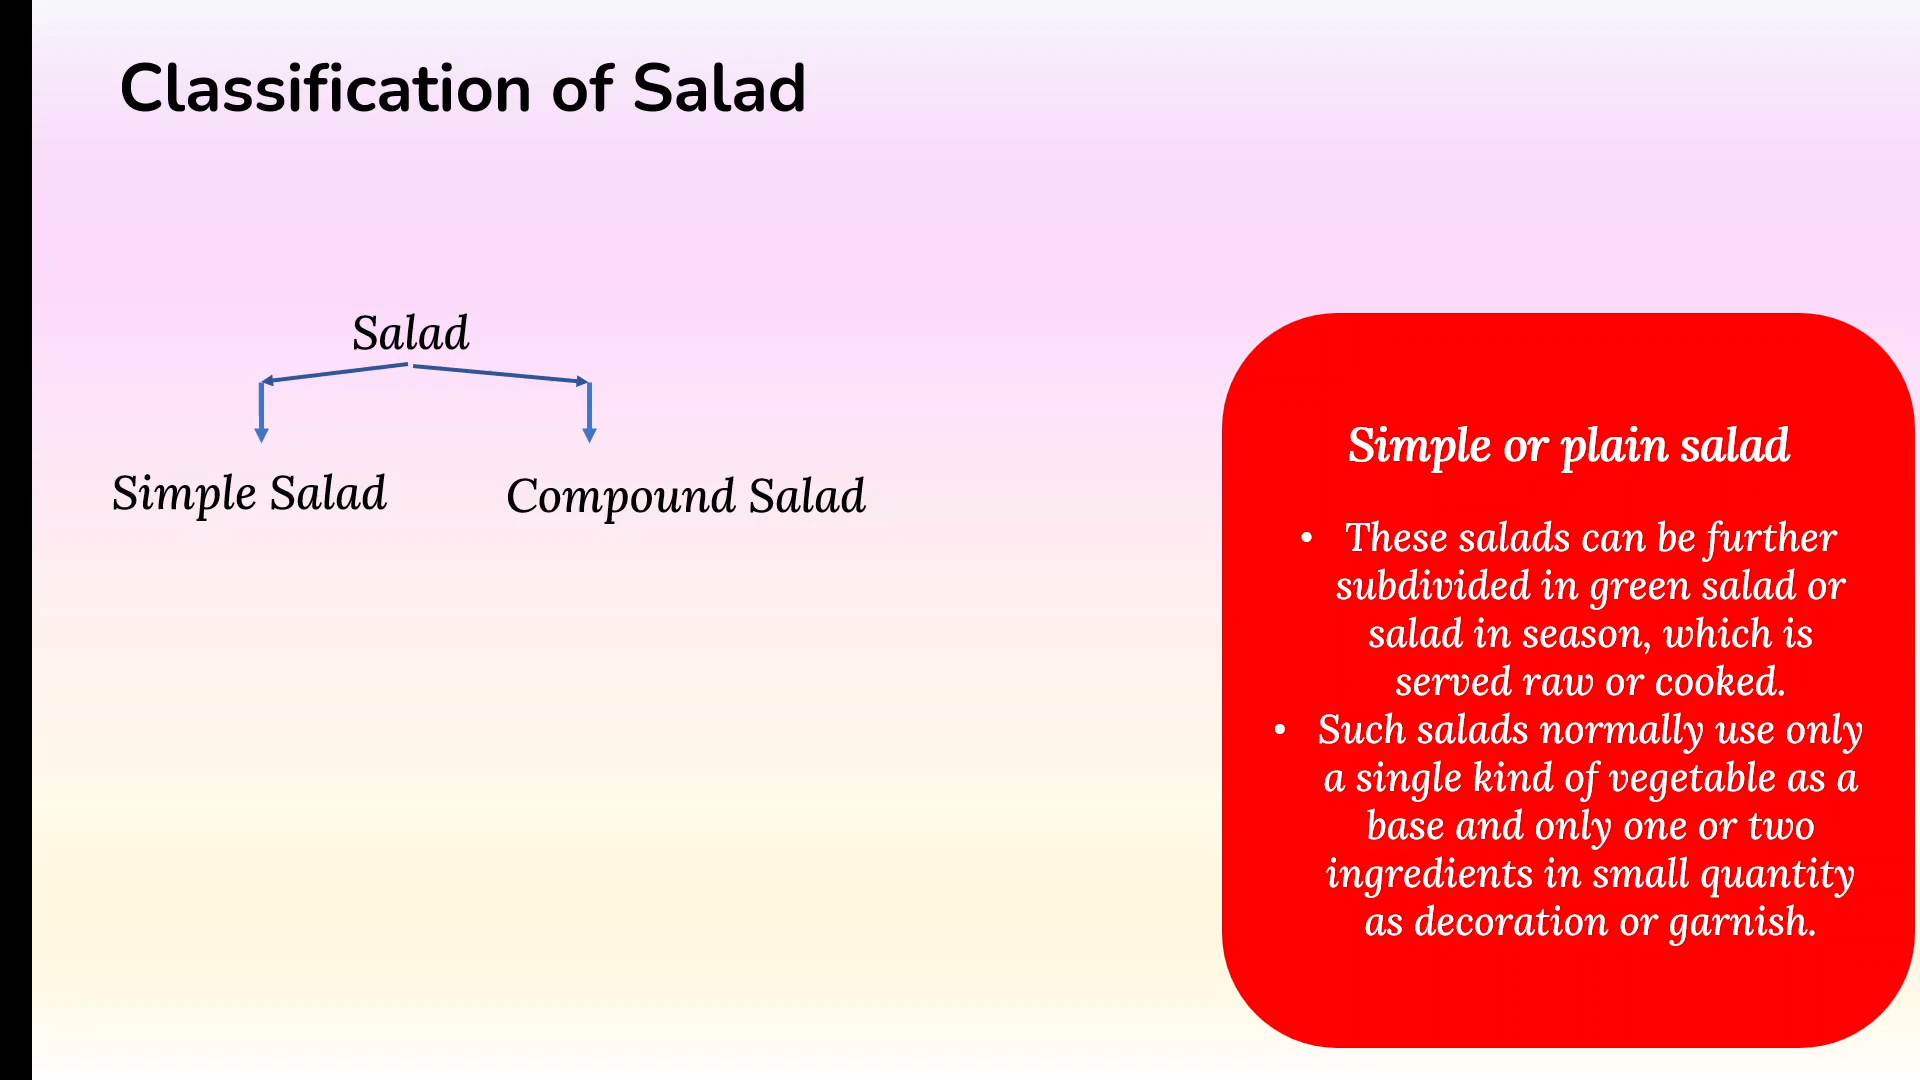 Classification of Salad
Salad
Simple Salad
Compound Salad
Simple or plain salad
• These salads can be further
subdivided in green salad or
salad in season, which is
served raw or cooked.
• Such salads normally use only
a single kind of vegetable as a
base and only one or two
ingredients in small quantity
as decoration or garnish.